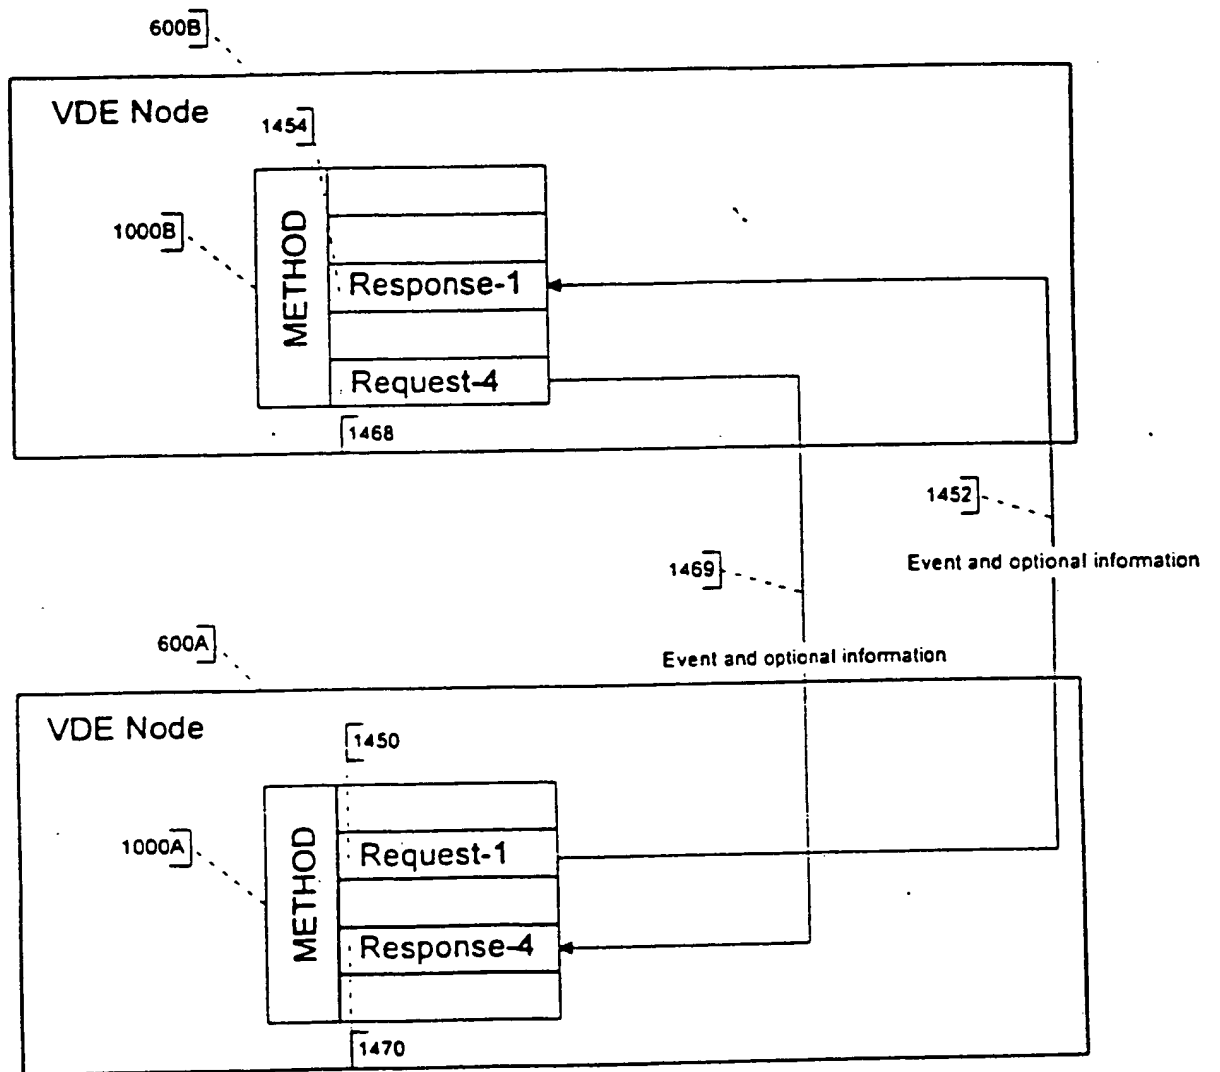 600B
VDE Node
1454
1000B
METHOD
Response-1
Request-4
1468
1452
Event and optional information
1469
600A
Event and optional information
VDE Node
1450
1000A
METHOD
Request-1
Response-4
1470